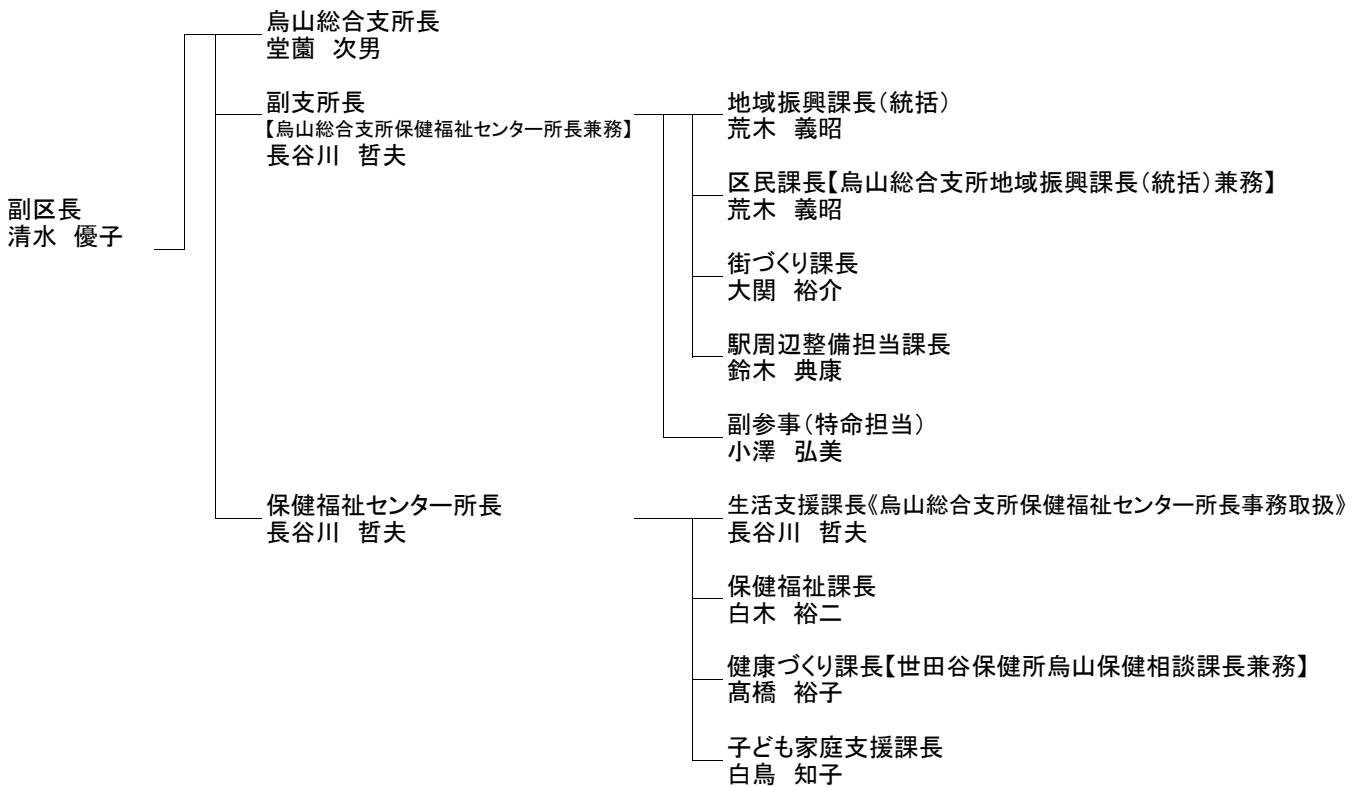 烏山総合支所長
堂薗　次男
副支所長
【烏山総合支所保健福祉センター所長兼務】
長谷川　哲夫
地域振興課長（統括）
荒木　義昭
区民課長【烏山総合支所地域振興課長（統括）兼務】
荒木　義昭
副区長
清水　優子
街づくり課長
大関　裕介
駅周辺整備担当課長
鈴木　典康
副参事（特命担当）
小澤　弘美
保健福祉センター所長
長谷川　哲夫
生活支援課長《烏山総合支所保健福祉センター所長事務取扱》
長谷川　哲夫
保健福祉課長
白木　裕二
健康づくり課長【世田谷保健所烏山保健相談課長兼務】
髙橋　裕子
子ども家庭支援課長
白鳥　知子